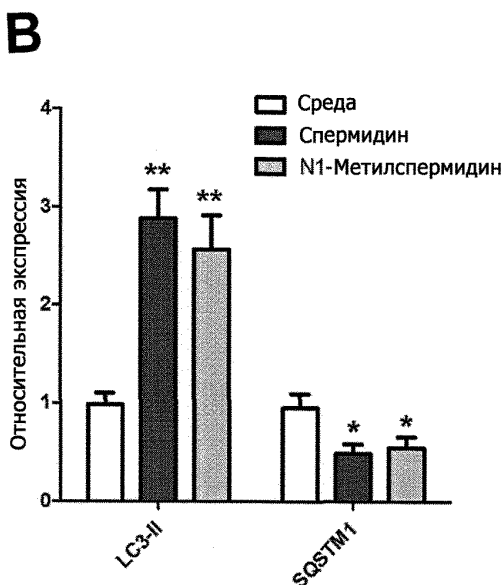 B
Относительная экспрессия
4
3
2
1
0
Среда
Спермидин
N1-Метилспермидин
**
**
*
*
LC3-II
SQSTM1